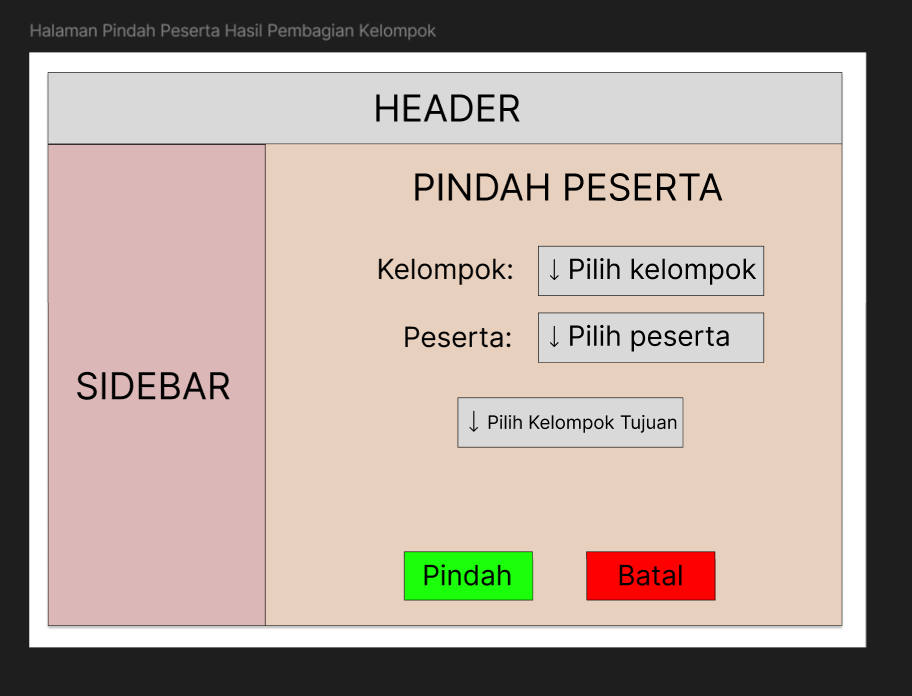 Halaman Pindah Peserta Hasil Pembagian Kelompok
HEADER
SIDEBAR
PINDAH PESERTA
Kelompok: ↓ Pilih kelompok
Peserta: ↓ Pilih peserta
↓ Pilih Kelompok Tujuan
Pindah Batal